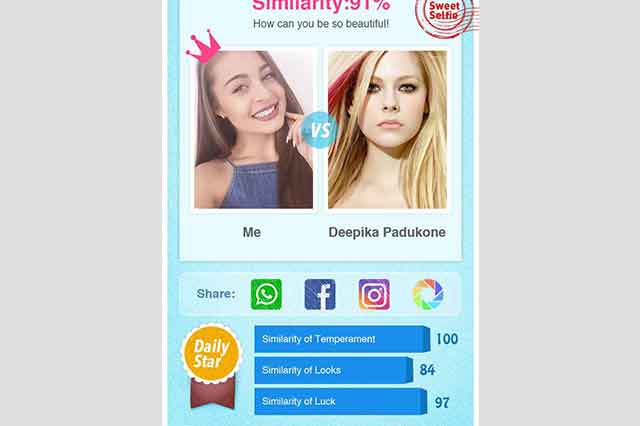 Similarity:91%
How can you be so beautiful!
Sweet
Selfie
VS
Me
Deepika Padukone
Share:
Daily
Star
Similarity of Temperament 100
Similarity of Looks 84
Similarity of Luck 97